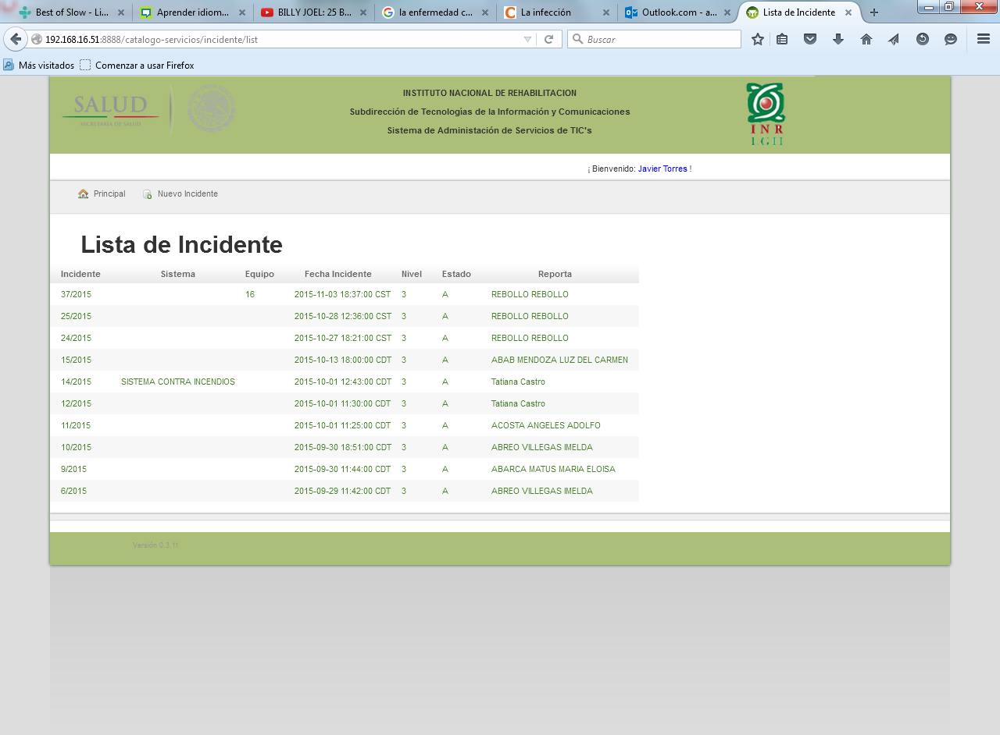 Best of Slow - Li... Aprender idiom... BILLY JOEL: 25 B... la enfermedad c... La infección Outlook.com - a... Lista de Incidente
192.168.16.51:8888/catalogo-servicios/incidente/list Buscar
Más visitados Comenzar a usar Firefox
SALUD
SECRETARÍA DE SALUD
INSTITUTO NACIONAL DE REHABILITACION
Subdirección de Tecnologías de la Información y Comunicaciones
Sistema de Administación de Servicios de TIC's
INR
LGII
¡ Bienvenido: Javier Torres !
Principal Nuevo Incidente
Lista de Incidente
Incidente Sistema Equipo Fecha Incidente Nivel Estado Reporta
37/2015 16 2015-11-03 18:37:00 CST 3 A REBOLLO REBOLLO
25/2015 2015-10-28 12:36:00 CST 3 A REBOLLO REBOLLO
24/2015 2015-10-27 18:21:00 CST 3 A REBOLLO REBOLLO
15/2015 2015-10-13 18:00:00 CDT 3 A ABAB MENDOZA LUZ DEL CARMEN
14/2015 SISTEMA CONTRA INCENDIOS 2015-10-01 12:43:00 CDT 3 A Tatiana Castro
12/2015 2015-10-01 11:30:00 CDT 3 A Tatiana Castro
11/2015 2015-10-01 11:25:00 CDT 3 A ACOSTA ANGELES ADOLFO
10/2015 2015-09-30 18:51:00 CDT 3 A ABREO VILLEGAS IMELDA
9/2015 2015-09-30 11:44:00 CDT 3 A ABARCA MATUS MARIA ELOISA
6/2015 2015-09-29 11:42:00 CDT 3 A ABREO VILLEGAS IMELDA
Versión 0.3.11